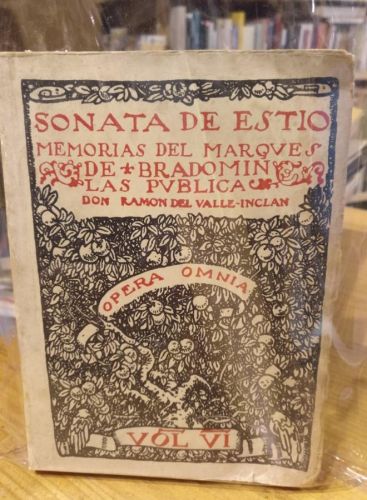 SONATA DE ESTIO
MEMORIAS DEL MARQVES
DE BRADOMIN
LAS PVBLICA
DON RAMON DEL VALLE-INCLAN
OPERA OMNIA
VOL VI